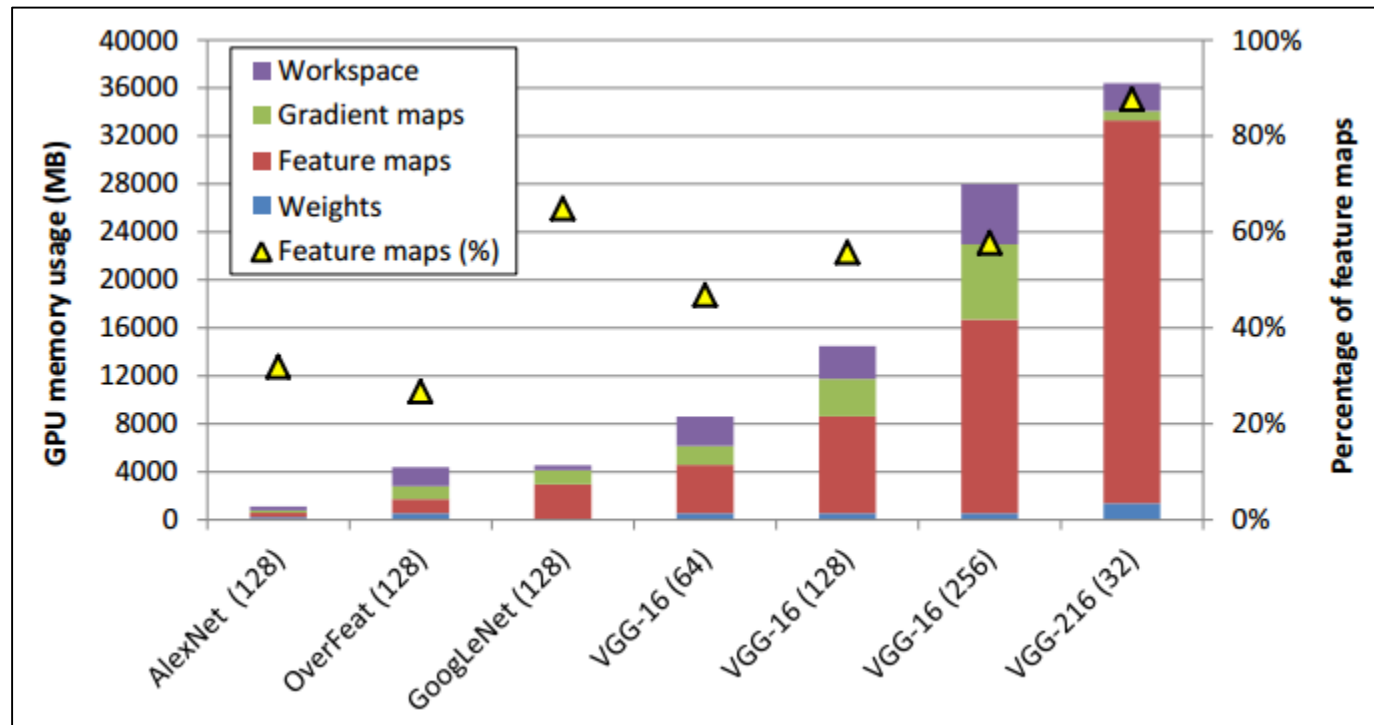 GPU memory usage (MB)
40000
36000
32000
28000
24000
20000
16000
12000
8000
4000
0
Workspace
Gradient maps
Feature maps
Weights
Feature maps (%)
100%
80%
60%
40%
20%
0%
Percentage of feature maps
AlexNet (128)
OverFeat (128)
GoogLeNet (128)
VGG-16 (64)
VGG-16 (128)
VGG-16 (256)
VGG-216 (32)